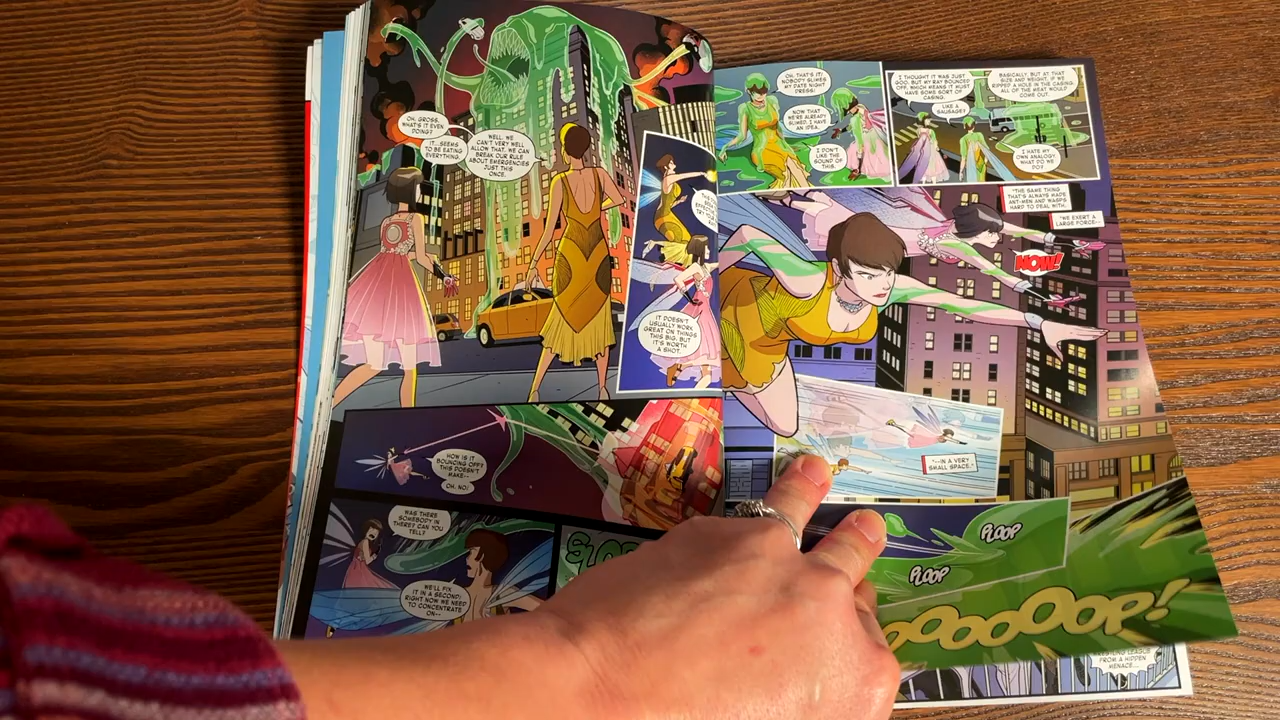 OH, GROSS.
WHAT'S IT EVEN
DOING?
IT...SEEMS
TO BE EATING
EVERYTHING.
WELL, WE
CAN'T VERY WELL
ALLOW THAT. WE CAN
BREAK OUR RULE
ABOUT EMERGENCIES
JUST THIS
ONCE.
IT DOESN'T
USUALLY WORK
GREAT ON THINGS
THIS BIG, BUT
IT'S WORTH
A SHOT.
HOW IS IT
BOUNCING OFF?
THIS DOESN'T
MAKE--
OH, NO!
WAS THERE
SOMEBODY IN
THERE? CAN YOU
TELL?
WE'LL FIX
IT IN A SECOND!
RIGHT NOW WE NEED
TO CONCENTRATE
ON--
OH, THAT'S IT!
NOBODY SLIMES
MY DATE NIGHT
DRESS!
NOW THAT
WE'RE ALREADY
SLIMED, I HAVE
AN IDEA.
I DON'T
LIKE THE
SOUND OF
THIS.
I THOUGHT IT WAS JUST
GOO, BUT MY RAY BOUNCED
OFF, WHICH MEANS IT MUST
HAVE SOME SORT OF
CASING.
LIKE A
SAUSAGE?
BASICALLY, BUT AT THAT
SIZE AND WEIGHT, IF WE
RIPPED A HOLE IN THE CASING,
ALL OF THE MEAT WOULD
COME OUT.
I HATE MY
OWN ANALOGY.
WHAT DO WE
DO?
"THE SAME THING
THAT'S ALWAYS MADE
ANT-MEN AND WASPS
HARD TO DEAL WITH.
"WE EXERT A
LARGE FORCE--
NOW!
"--IN A VERY
SMALL SPACE."
PLOOP
PLOOP
OOOOOOP!
FROM A HIDDEN
MENACE...